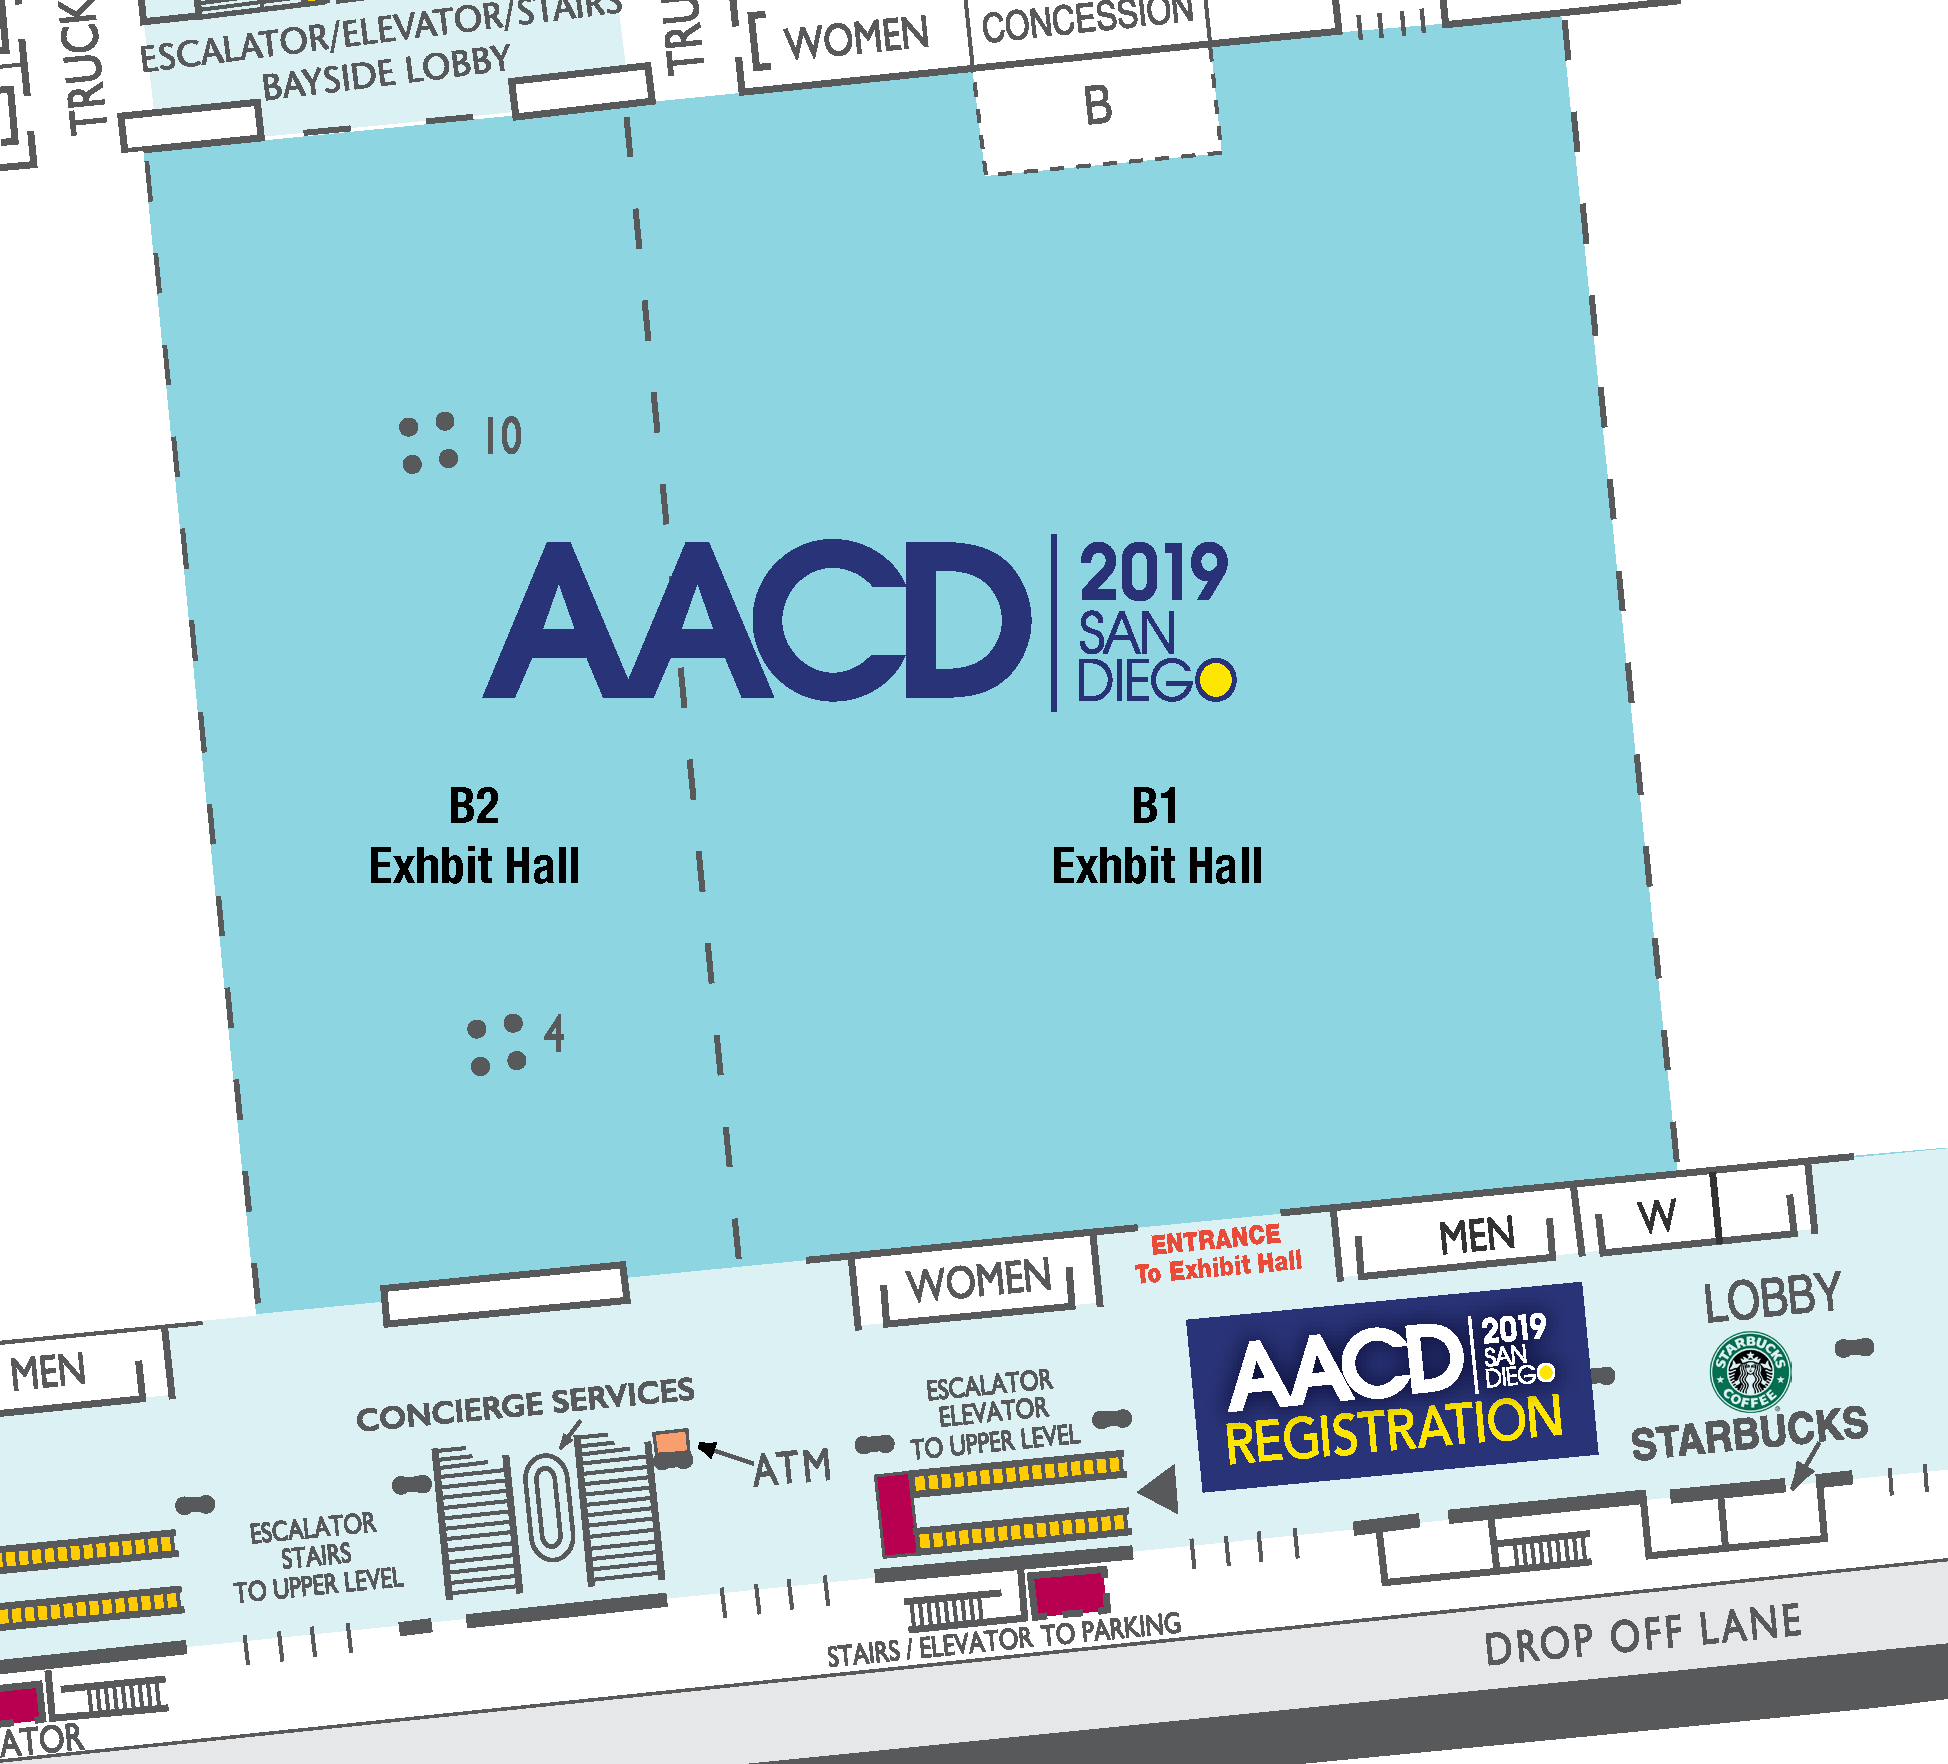 TRUCK
ESCALATOR/ELEVATOR/STAIRS
BAYSIDE LOBBY
TRU
WOMEN
CONCESSION
B
10
AACD
2019
SAN
DIEGO
B2
Exhbit Hall
B1
Exhbit Hall
4
ENTRANCE
To Exhibit Hall
WOMEN
MEN
W
LOBBY
MEN
AACD
2019
SAN
DIEGO
REGISTRATION
STARBUCKS
COFFEE
STARBUCKS
CONCIERGE SERVICES
ATM
ESCALATOR
ELEVATOR
TO UPPER LEVEL
ESCALATOR
STAIRS
TO UPPER LEVEL
STAIRS / ELEVATOR TO PARKING
DROP OFF LANE
ATOR